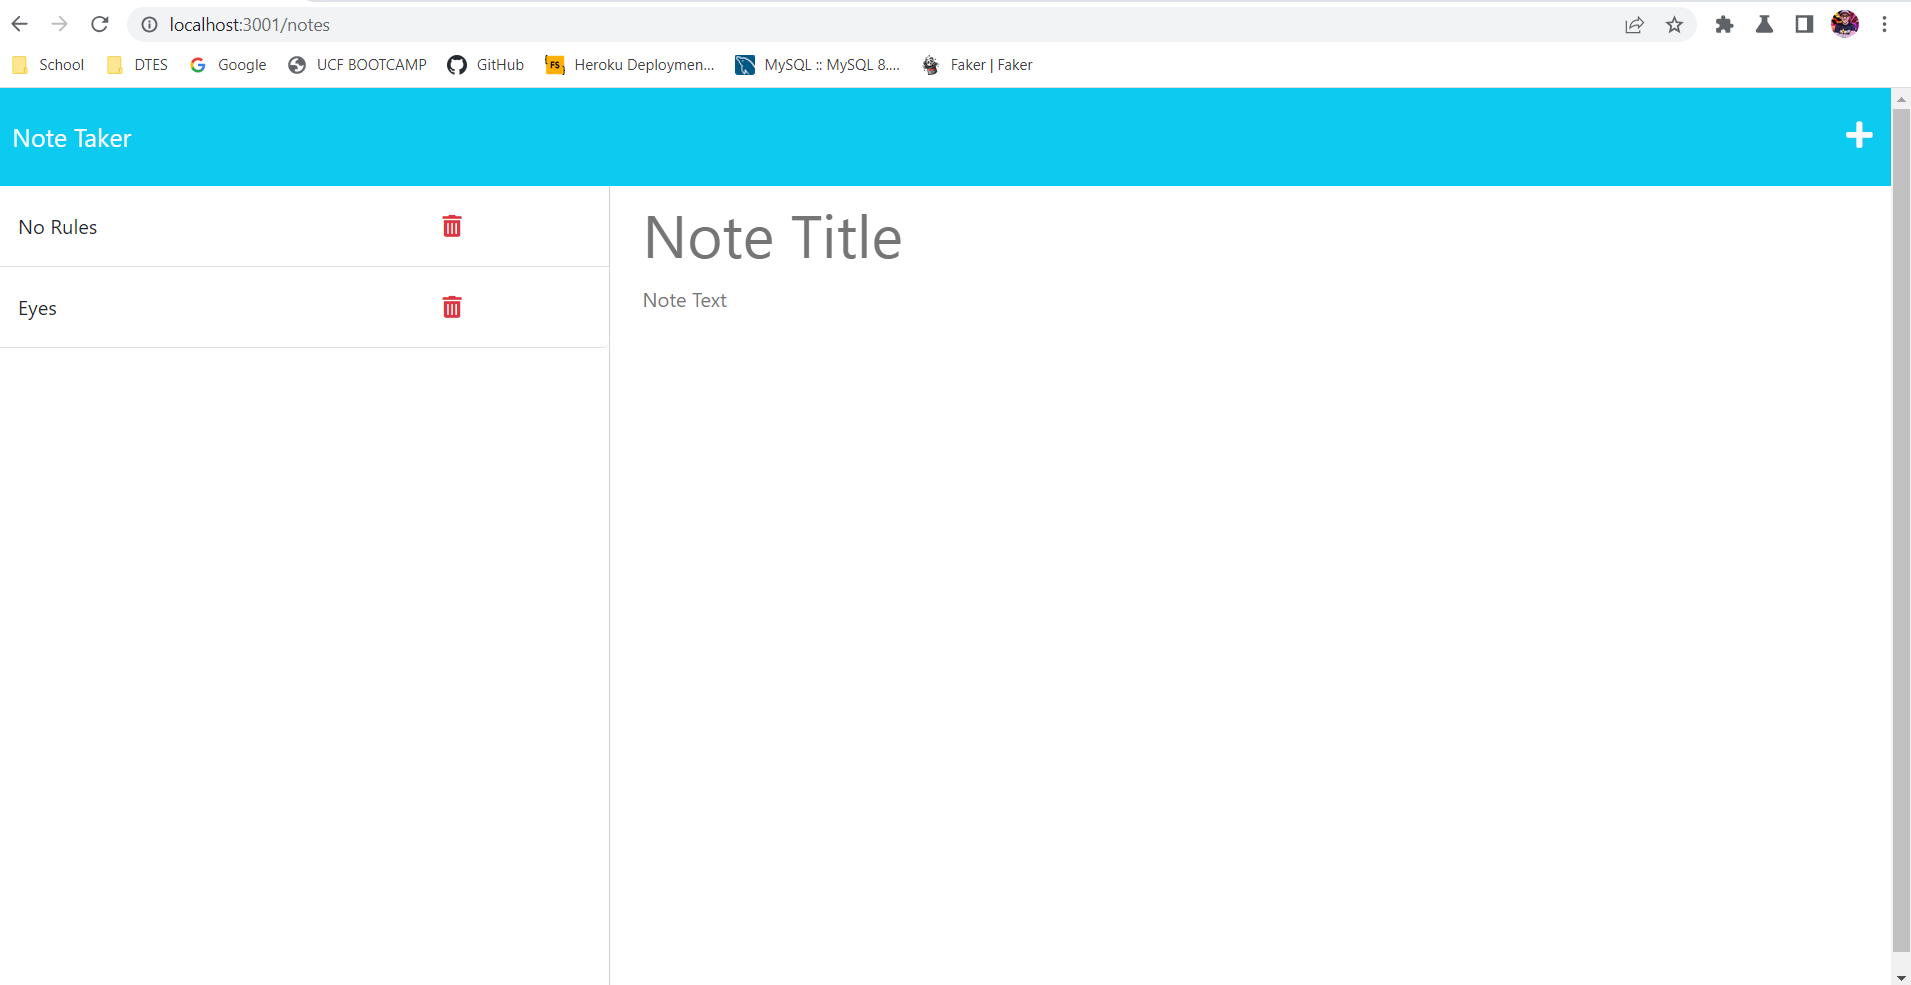 localhost:3001/notes
School DTES Google UCF BOOTCAMP GitHub FS Heroku Deploymen... MySQL :: MySQL 8.... Faker | Faker
Note Taker
No Rules
Note Title
Note Text
Eyes